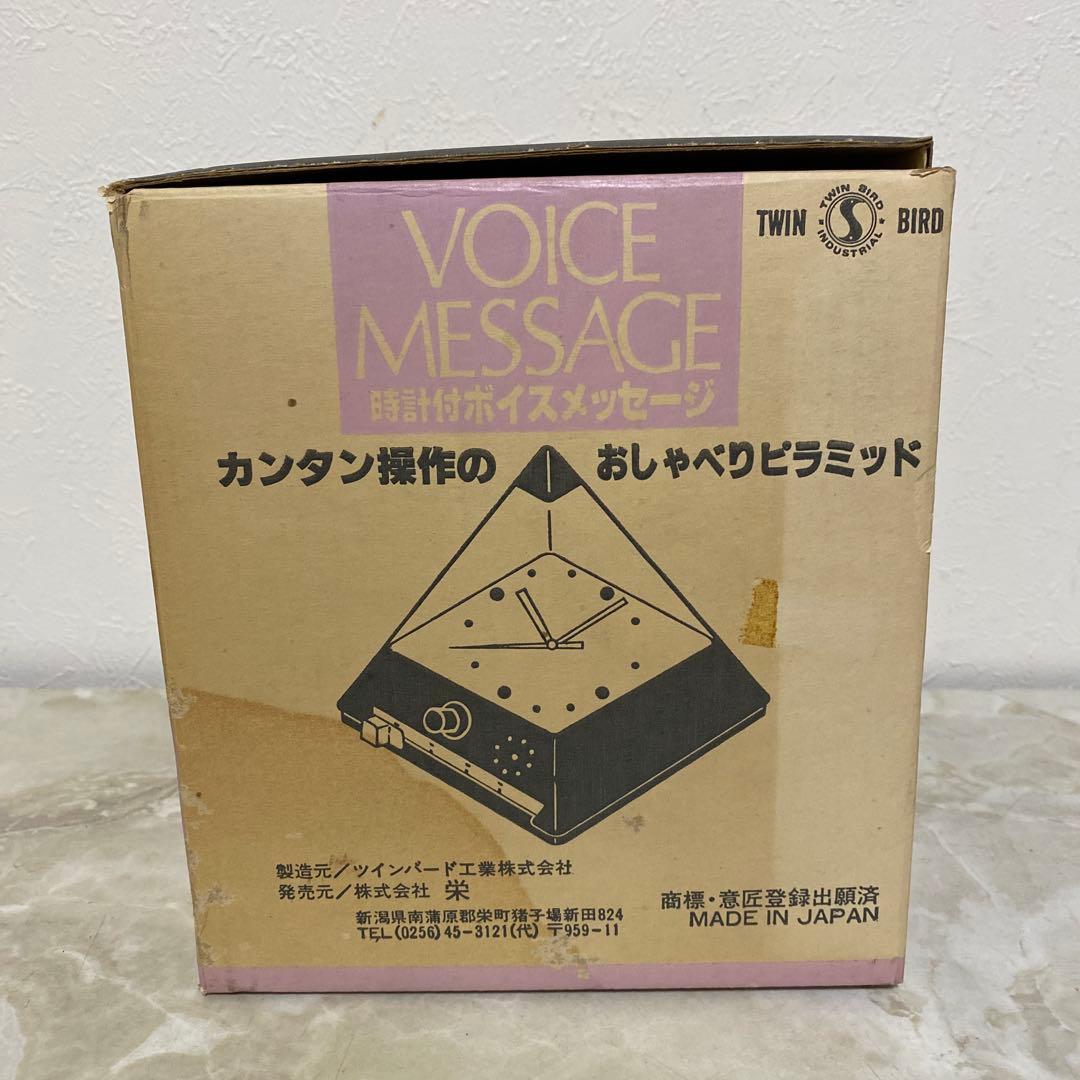 VOICE
MESSAGE
時計付ボイスメッセージ
TWIN BIRD
TWIN BIRD
INDUSTRIAL
S
カンタン操作の おしゃべりピラミッド
製造元/ツインバード工業株式会社
発売元/株式会社 栄
新潟県南蒲原郡栄町猪子場新田824
TEL(0256)45-3121(代) 〒959-11
商標・意匠登録出願済
MADE IN JAPAN